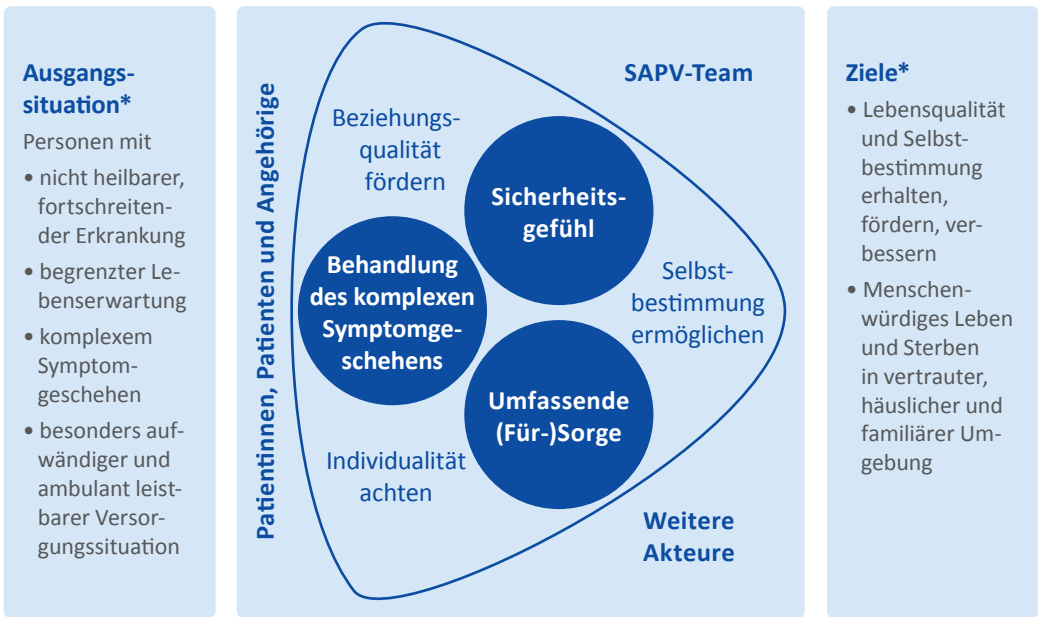 Ausgangs-
situation*
Personen mit
• nicht heilbarer,
fortschreiten-
der Erkrankung
• begrenzter Le-
benserwartung
• komplexem
Symptom-
geschehen
• besonders auf-
wändiger und
ambulant leist-
barer Versor-
gungssituation
Patientinnen, Patienten und Angehörige
SAPV-Team
Beziehungs-
qualität
fördern
Sicherheits-
gefühl
Behandlung
des komplexen
Symptomge-
schehens
Selbst-
bestimmung
ermöglichen
Umfassende
(Für-)Sorge
Individualität
achten
Weitere
Akteure
Ziele*
• Lebensqualität
und Selbst-
bestimmung
erhalten,
fördern, ver-
bessern
• Menschen-
würdiges Leben
und Sterben
in vertrauter,
häuslicher und
familiärer Um-
gebung